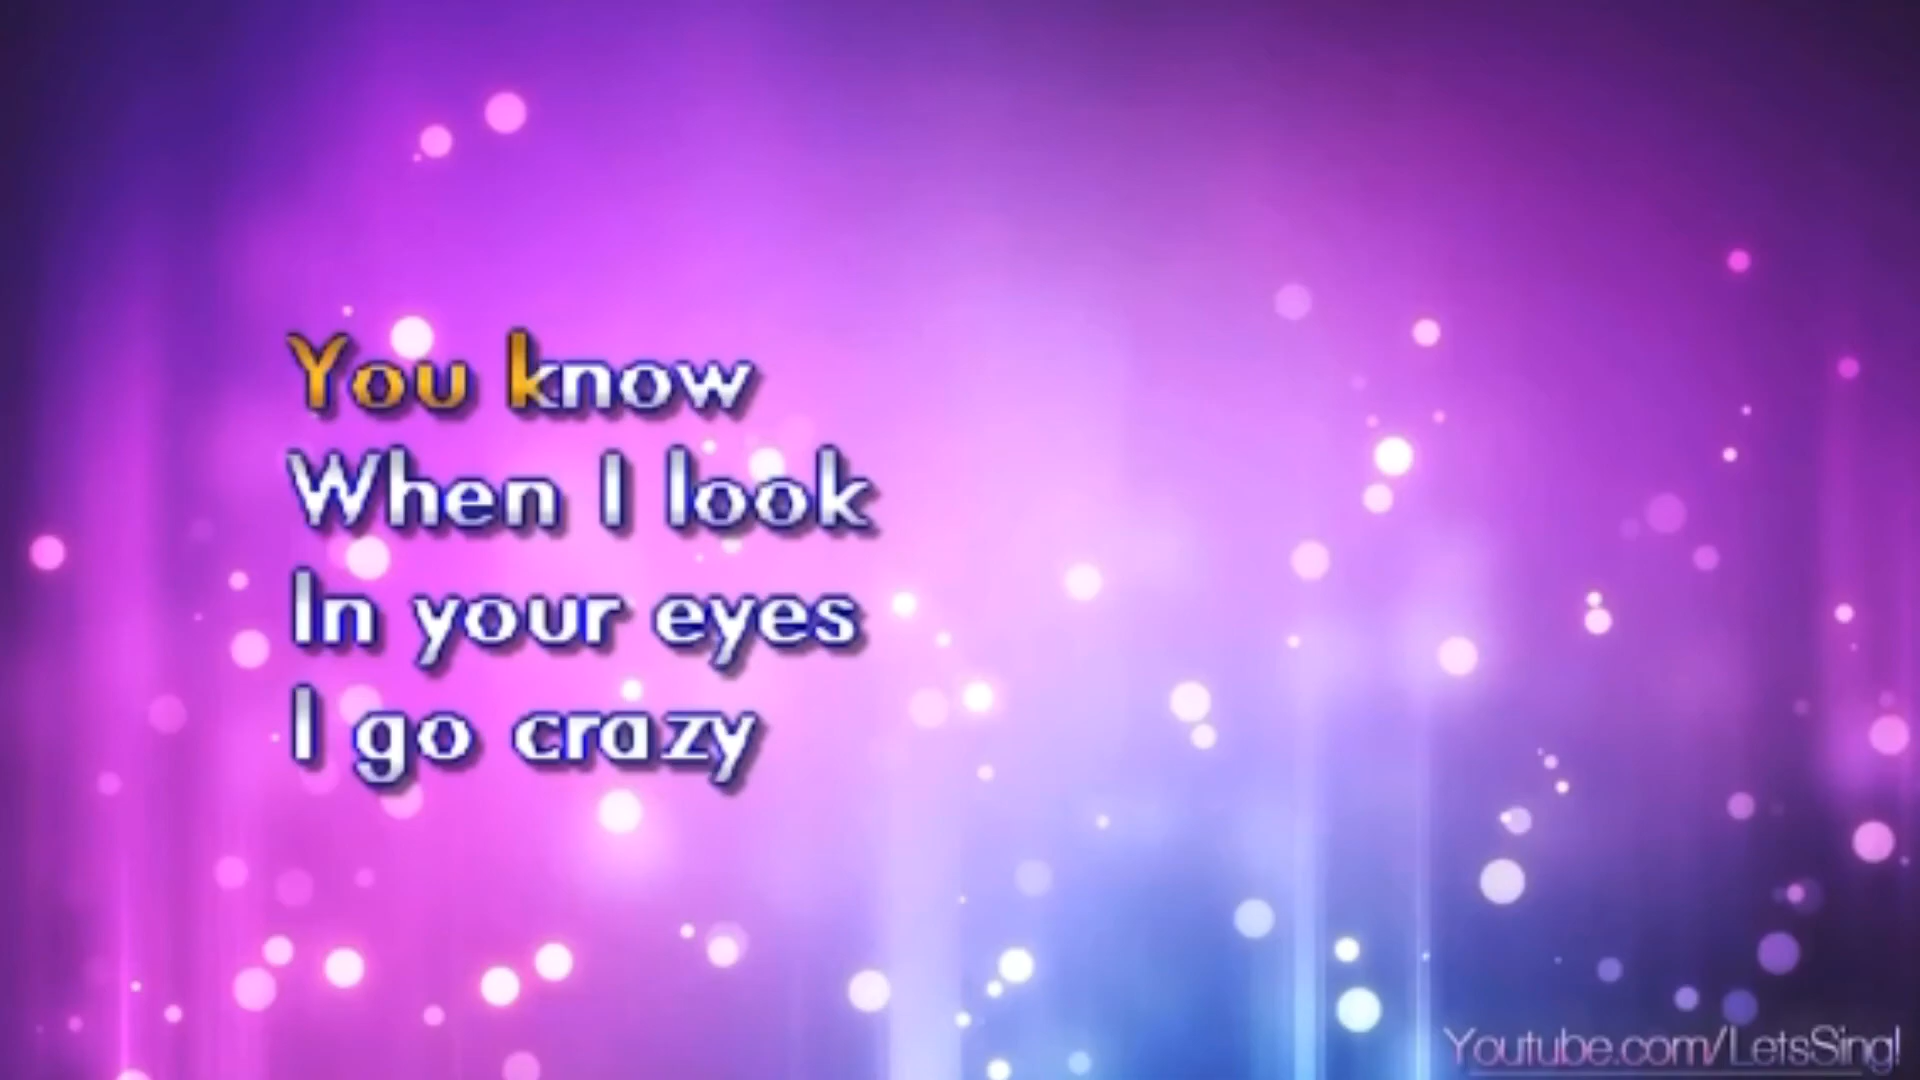 You know
When I look
In your eyes
I go crazy
Youtube.com/LetsSing!